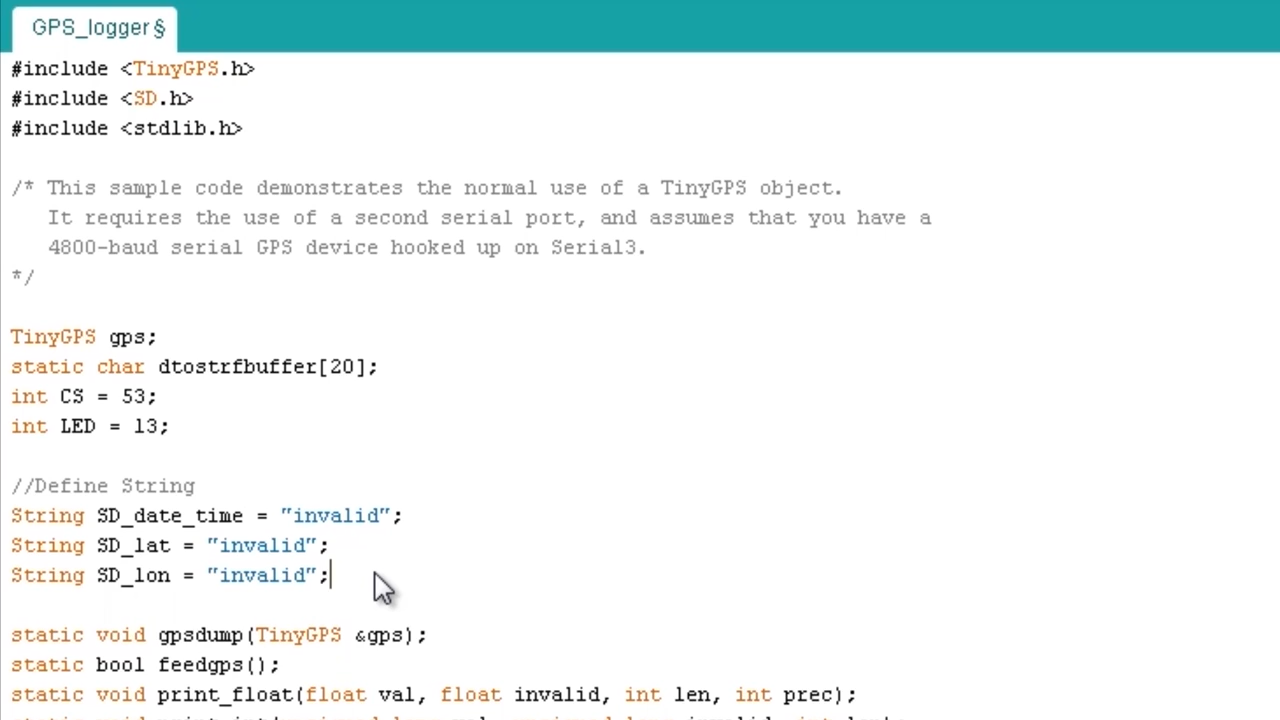 GPS_logger §
#include <TinyGPS.h>
#include <SD.h>
#include <stdlib.h>
/* This sample code demonstrates the normal use of a TinyGPS object.
It requires the use of a second serial port, and assumes that you have a
4800-baud serial GPS device hooked up on Serial3.
*/
TinyGPS gps;
static char dtostrfbuffer[20];
int CS = 53;
int LED = 13;
//Define String
String SD_date_time = "invalid";
String SD_lat = "invalid";
String SD_lon = "invalid";
static void gpsdump(TinyGPS &gps);
static bool feedgps();
static void print_float(float val, float invalid, int len, int prec);